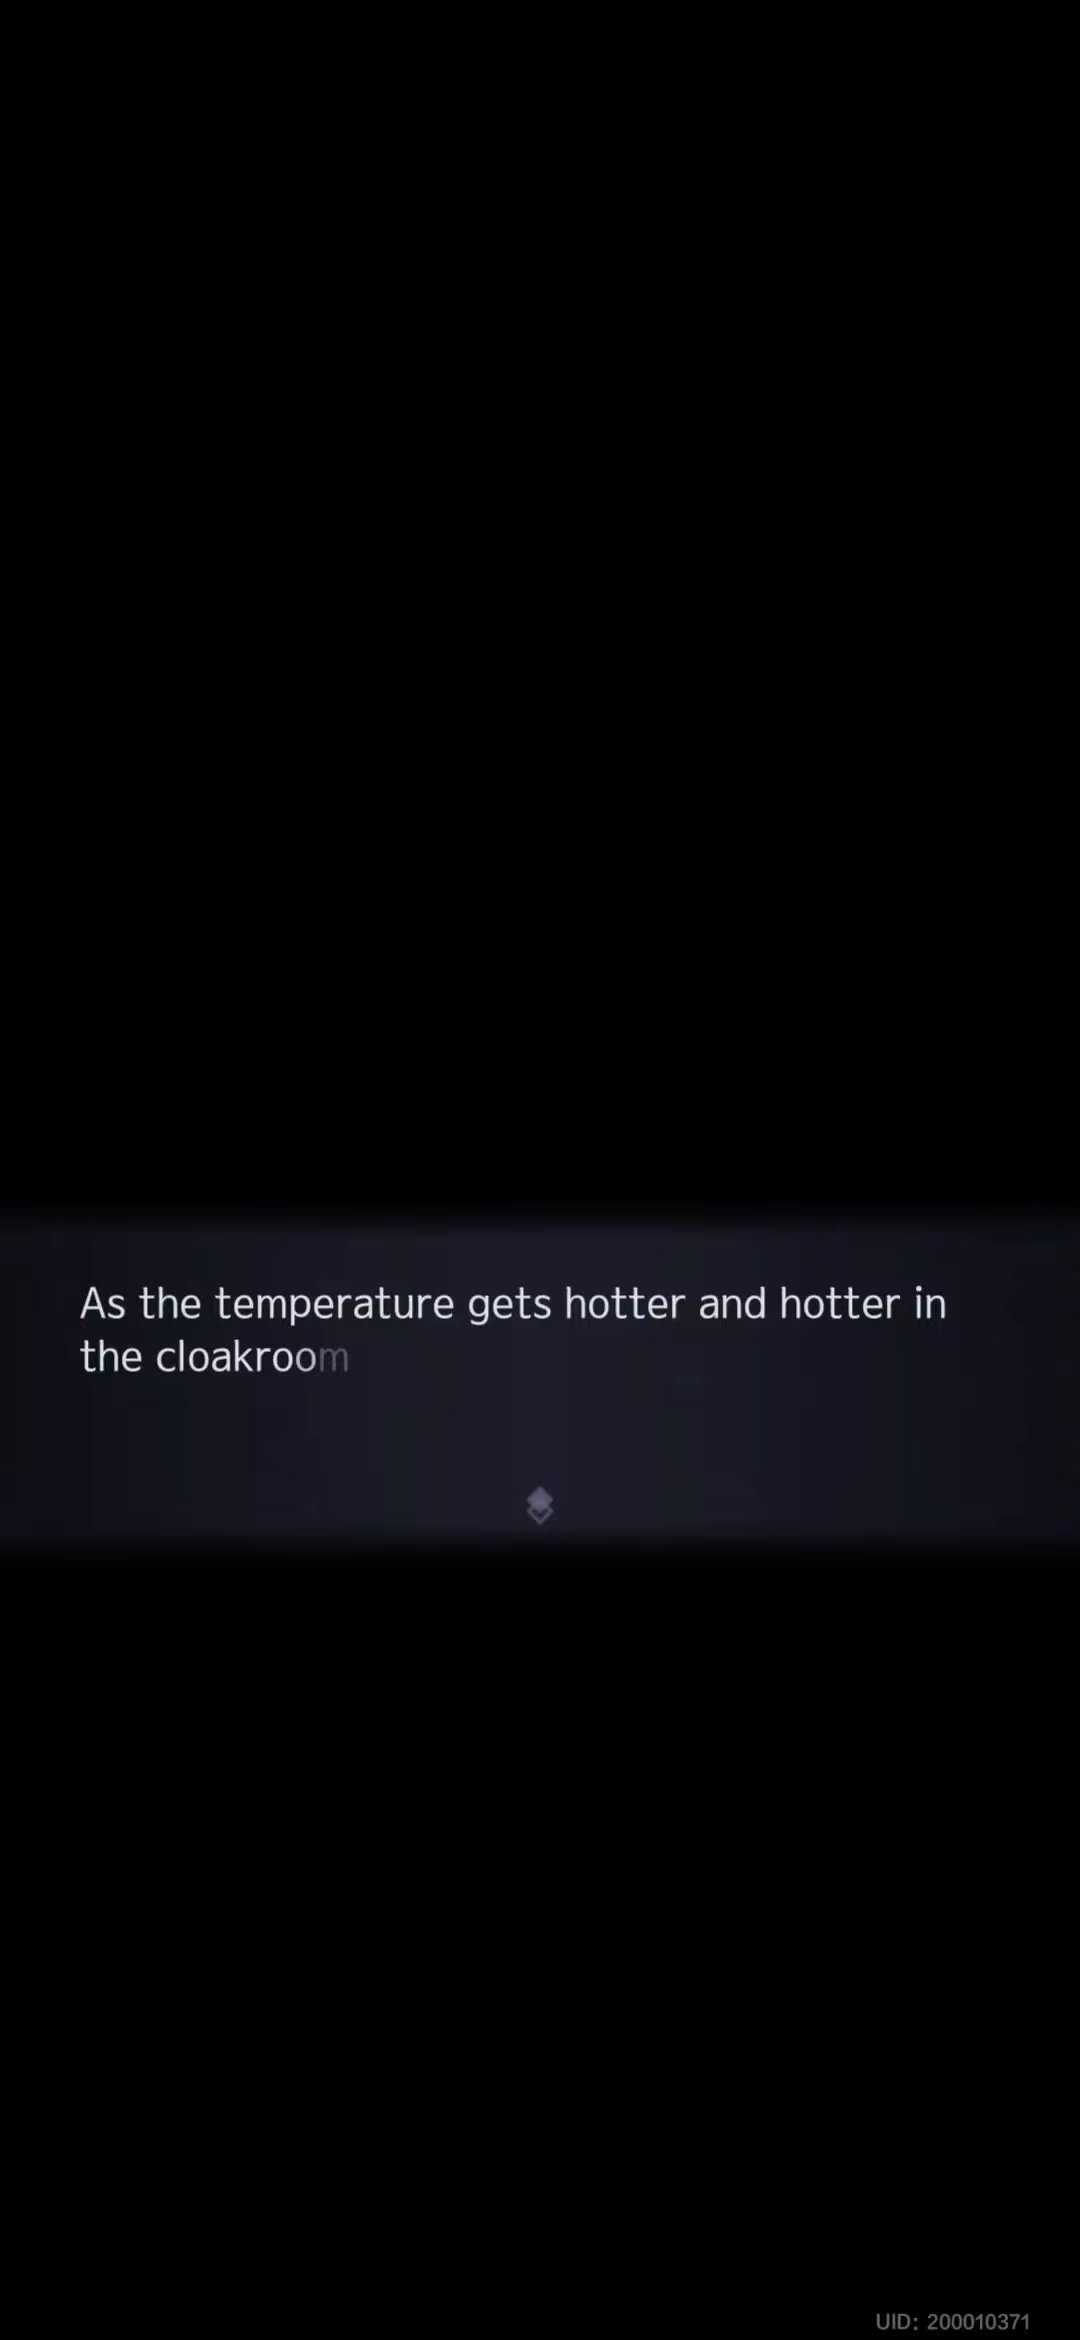 As the temperature gets hotter and hotter in
the cloakroom
UID: 200010371